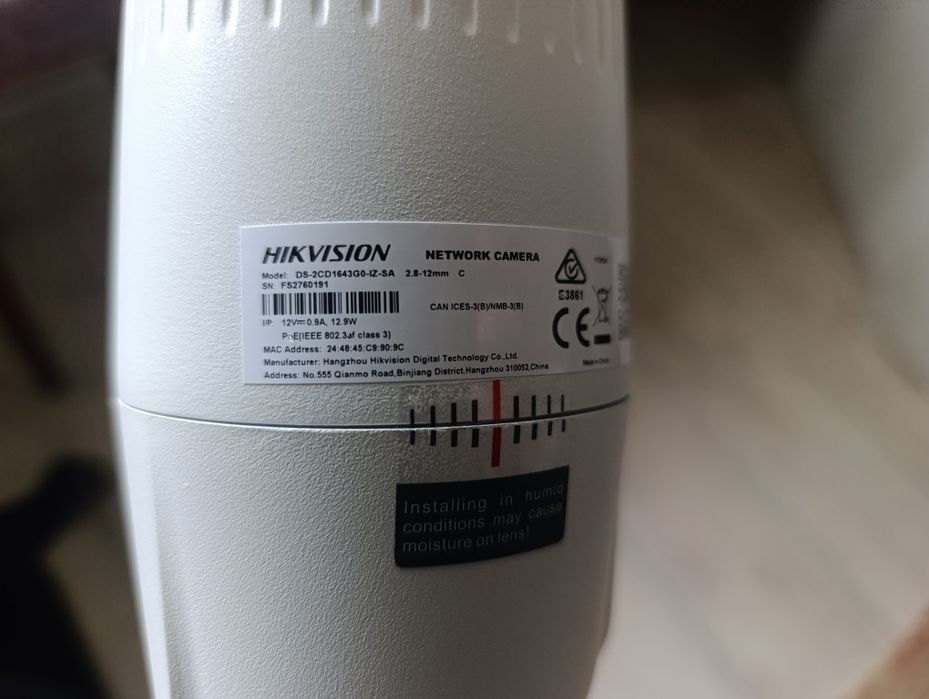 HIKVISION NETWORK CAMERA
Model: DS-2CD1643G0-IZ-SA 2.8-12mm C
SN: FS2760191
E3861
CAN ICES-3(B)/NMB-3(B)
I/P: 12V⎓0.9A, 12.9W
PoE(IEEE 802.3af class 3)
MAC Address: 24:48:45:C9:90:9C
Manufacturer: Hangzhou Hikvision Digital Technology Co.,Ltd.
Address: No.555 Qianmo Road,Binjiang District,Hangzhou 310052,China
CE
Made in China
Installing in humid
conditions may cause
moisture on lens!